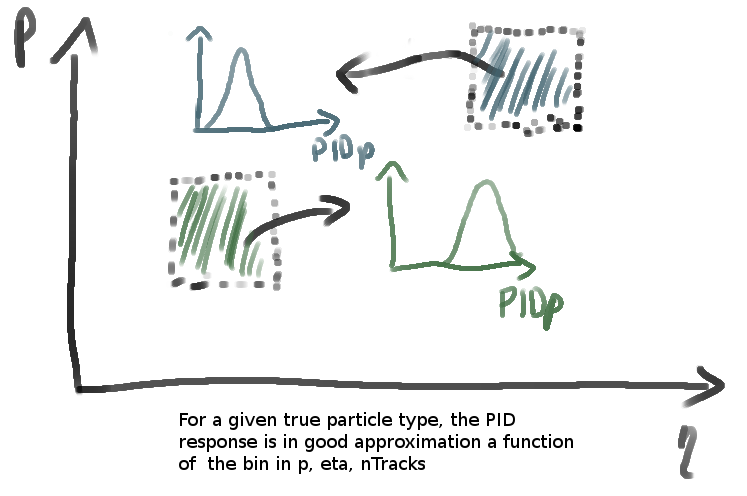 p
PIDp
PIDp
η
For a given true particle type, the PID
response is in good approximation a function
of  the bin in p, eta, nTracks